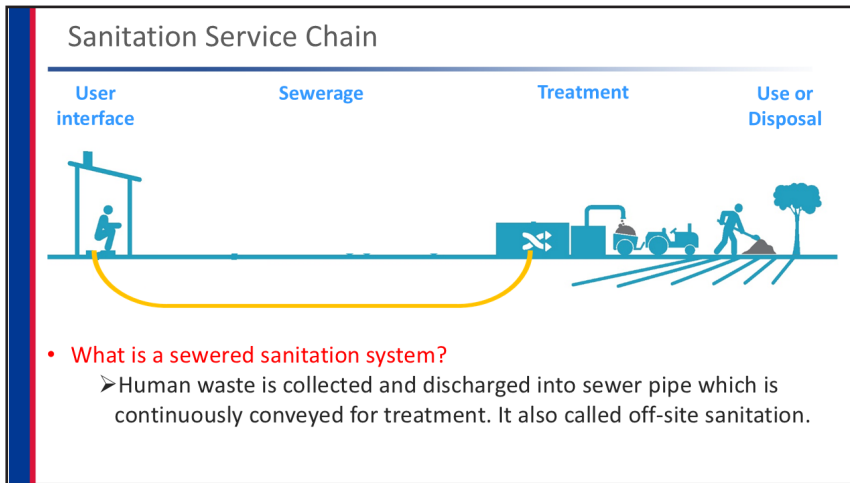 Sanitation Service Chain
User
interface
Sewerage
Treatment
Use or
Disposal
• What is a sewered sanitation system?
➢Human waste is collected and discharged into sewer pipe which is
continuously conveyed for treatment. It also called off-site sanitation.